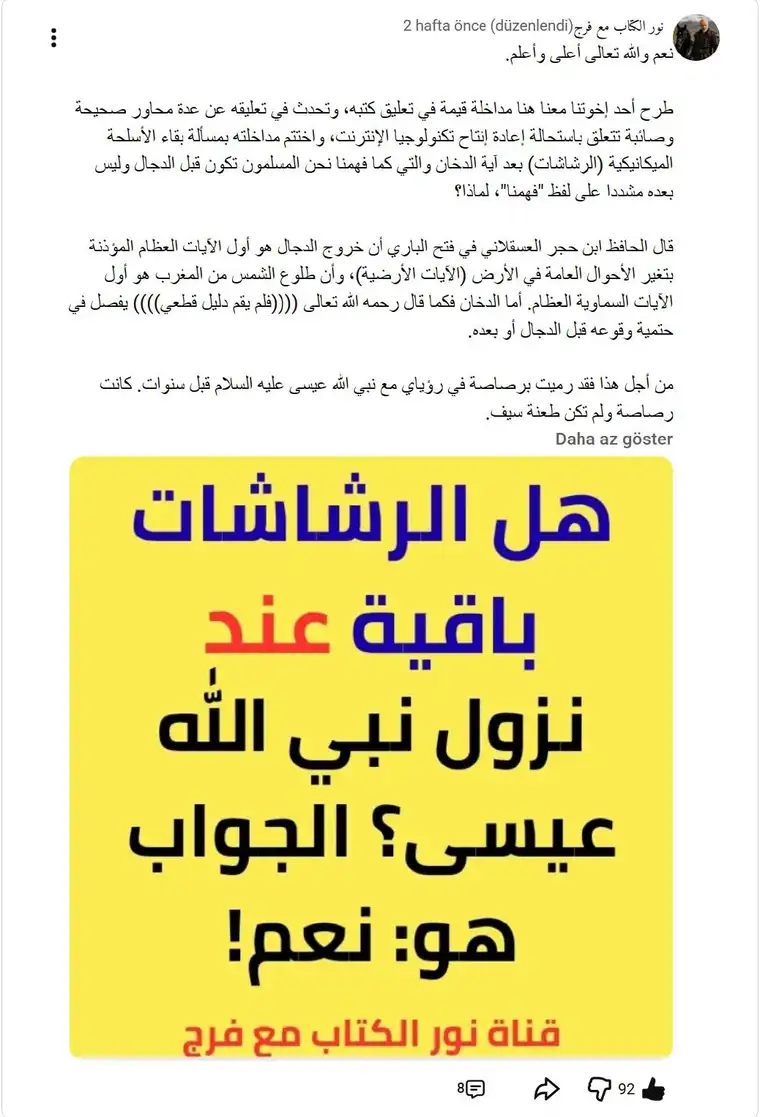 نور الكتاب مع فرج 2 hafta önce (düzenlendi)
نعم والله تعالى أعلى وأعلم.
طرح أحد إخوتنا معنا هنا مداخلة قيمة في تعليق كتبه، وتحدث في تعليقه عن عدة محاور صحيحة
وصائبة تتعلق باستحالة إعادة إنتاج تكنولوجيا الإنترنت، واختتم مداخلته بمسألة بقاء الأسلحة
الميكانيكية (الرشاشات) بعد آية الدخان والتي كما فهمنا نحن المسلمون تكون قبل الدجال وليس
بعده مشددا على لفظ "فهمنا"، لماذا؟
قال الحافظ ابن حجر العسقلاني في فتح الباري أن خروج الدجال هو أول الآيات العظام المؤذنة
بتغير الأحوال العامة في الأرض (الآيات الأرضية)، وأن طلوع الشمس من المغرب هو أول
الآيات السماوية العظام. أما الدخان فكما قال رحمه الله تعالى ((((فلم يقم دليل قطعي)))) يفصل في
حتمية وقوعه قبل الدجال أو بعده.
من أجل هذا فقد رميت برصاصة في رؤياي مع نبي الله عيسى عليه السلام قبل سنوات. كانت
رصاصة ولم تكن طعنة سيف.
Daha az göster
هل الرشاشات
باقية عند
نزول نبي الله
عيسى؟ الجواب
هو: نعم!
قناة نور الكتاب مع فرج
92 8